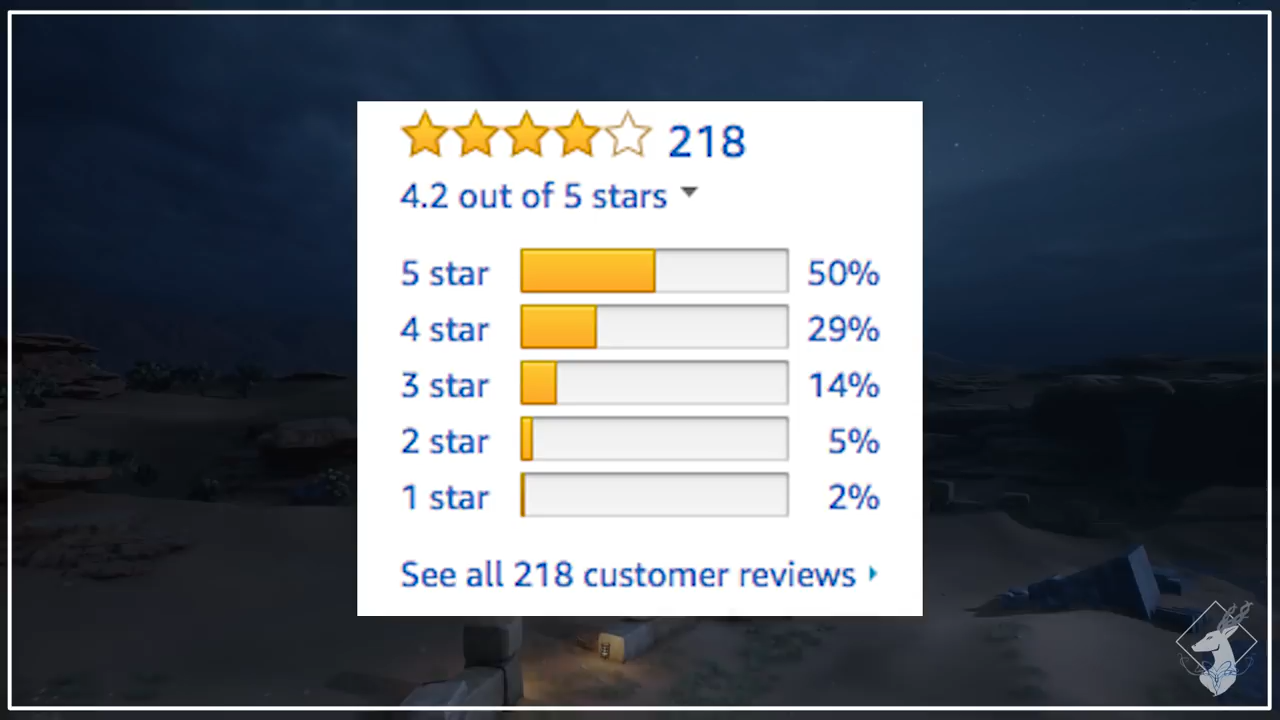 218
4.2 out of 5 stars
5 star 50%
4 star 29%
3 star 14%
2 star 5%
1 star 2%
See all 218 customer reviews